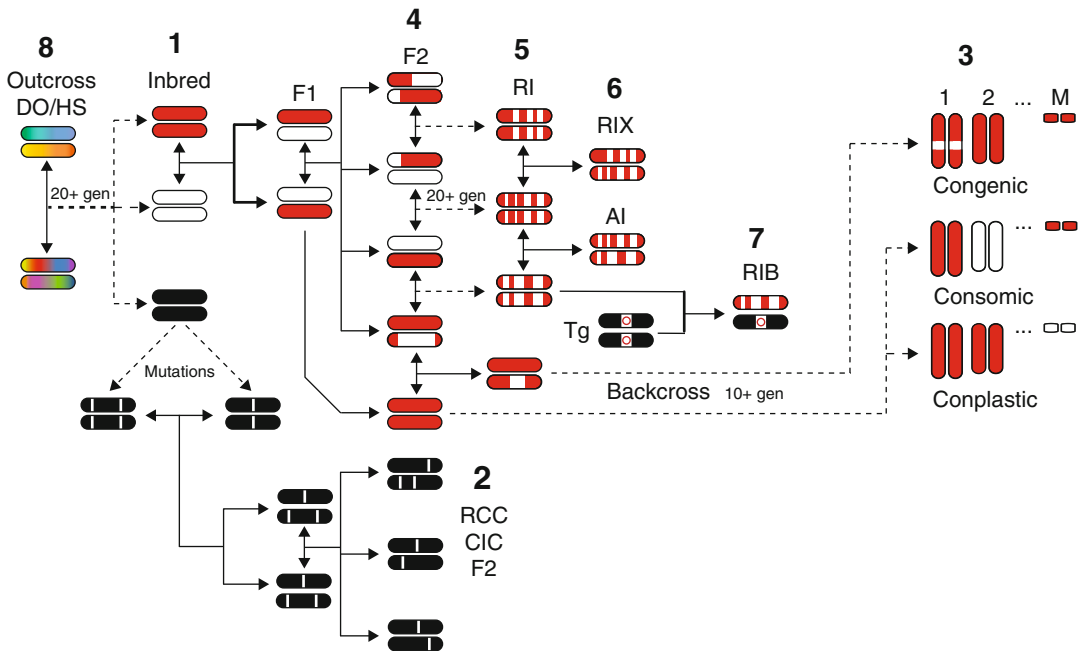 8
Outcross
DO/HS
1
Inbred
20+ gen
F1
4
F2
5
RI
20+ gen
6
RIX
AI
7
RIB
Tg
3
1 2 ... M
Congenic
...
Consomic
...
Conplastic
Backcross 10+ gen
Mutations
2
RCC
CIC
F2